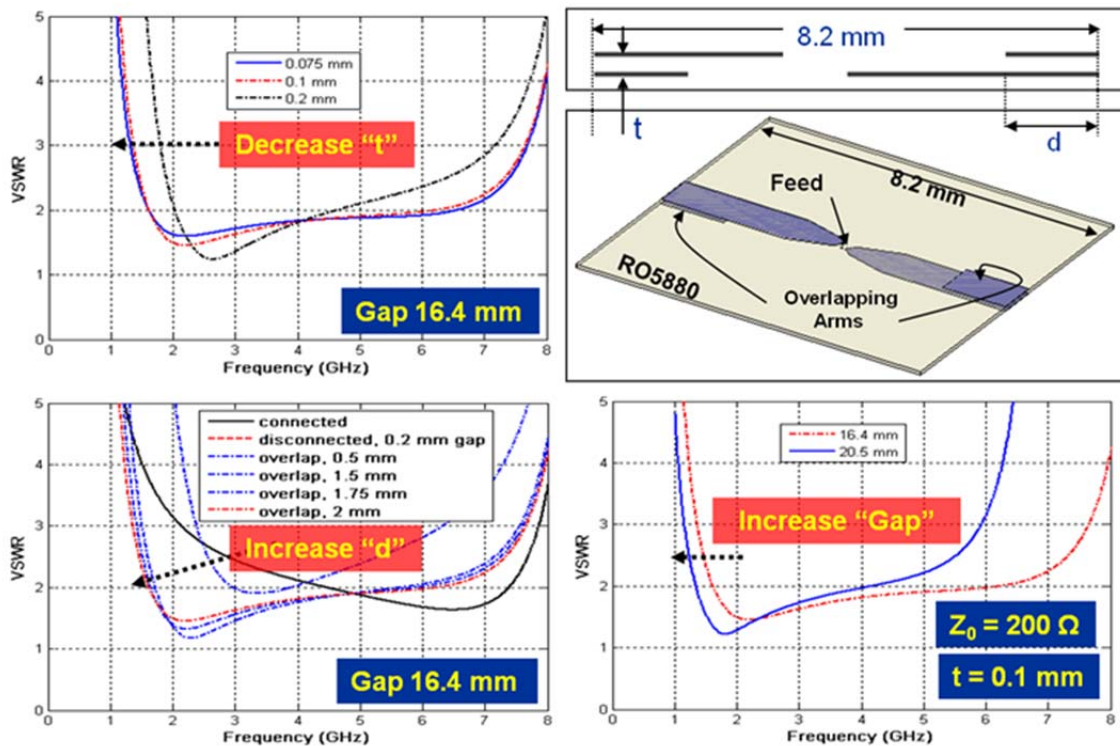 5
4
3
2
1
0
VSWR
0.075 mm
0.1 mm
0.2 mm
Decrease “t”
Gap 16.4 mm
0 1 2 3 4 5 6 7 8
Frequency (GHz)
8.2 mm
t
d
Feed
8.2 mm
RO5880
Overlapping
Arms
5
4
3
2
1
0
VSWR
connected
disconnected, 0.2 mm gap
overlap, 0.5 mm
overlap, 1.5 mm
overlap, 1.75 mm
overlap, 2 mm
Increase “d”
Gap 16.4 mm
0 1 2 3 4 5 6 7 8
Frequency (GHz)
5
4
3
2
1
0
VSWR
16.4 mm
20.5 mm
Increase “Gap”
Z₀ = 200 Ω
t = 0.1 mm
0 1 2 3 4 5 6 7 8
Frequency (GHz)